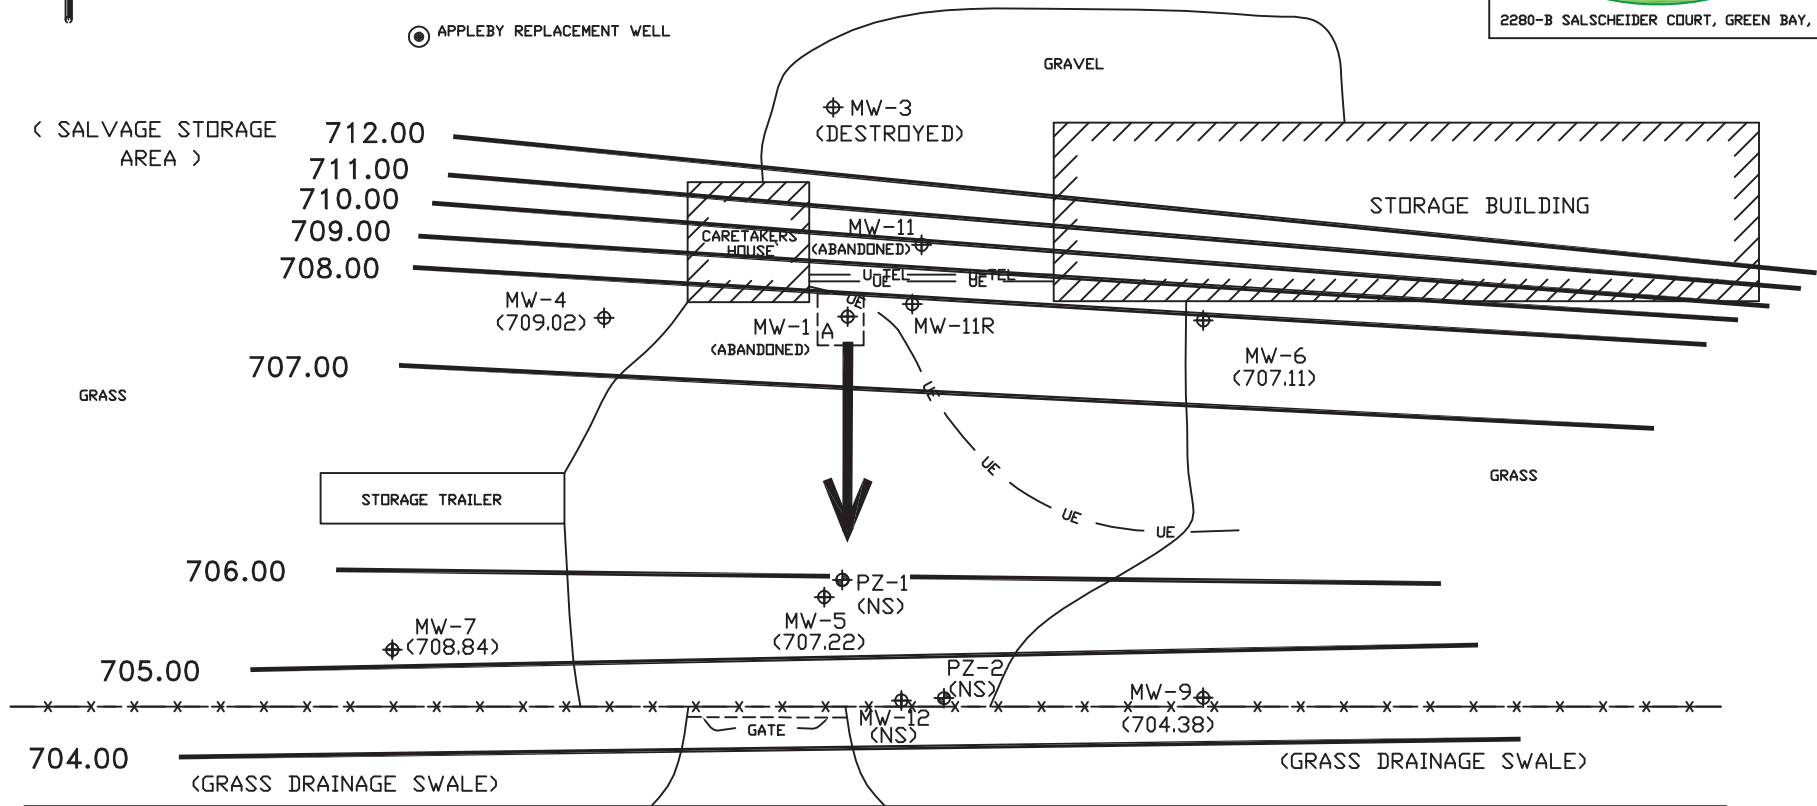 2280-B SALSCHEIDER COURT, GREEN BAY,
APPLEBY REPLACEMENT WELL
GRAVEL
MW-3
(DESTROYED)
( SALVAGE STORAGE
AREA )
712.00
711.00
710.00
709.00
708.00
STORAGE BUILDING
CARETAKERS
HOUSE
MW-11
(ABANDONED)
U-TEL
UE
UE TEL
UE
MW-4
(709.02)
MW-1
(ABANDONED)
A
MW-11R
MW-6
(707.11)
707.00
GRASS
UE
UE
UE
UE
GRASS
STORAGE TRAILER
706.00
PZ-1
(NS)
MW-5
(707.22)
MW-7
(708.84)
705.00
PZ-2
(NS)
MW-9
(704.38)
MW-12
(NS)
GATE
704.00
(GRASS DRAINAGE SWALE)
(GRASS DRAINAGE SWALE)